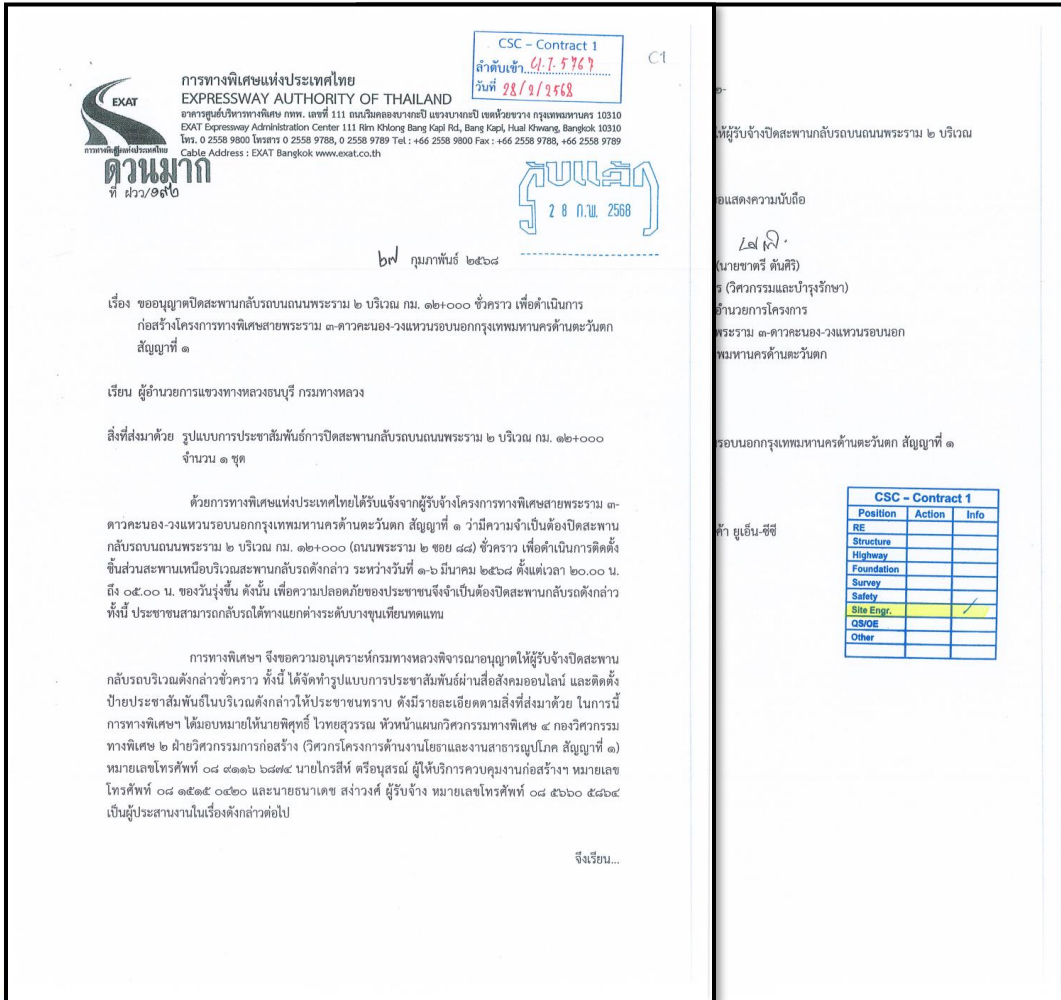 CSC – Contract 1
ลำดับเข้า
วันที่ 28/2/2568
C1
EXAT
การทางพิเศษแห่งประเทศไทย
การทางพิเศษแห่งประเทศไทย
EXPRESSWAY AUTHORITY OF THAILAND
อาคารศูนย์บริหารทางพิเศษ กทพ. เลขที่ 111 ถนนริมคลองบางกะปิ แขวงบางกะปิ เขตห้วยขวาง กรุงเทพมหานคร 10310
EXAT Expressway Administration Center 111 Rim Khlong Bang Kapi Rd., Bang Kapi, Huai Khwang, Bangkok 10310
โทร. 0 2558 9800 โทรสาร 0 2558 9788, 0 2558 9789 Tel : +66 2558 9800 Fax : +66 2558 9788, +66 2558 9789
Cable Address : EXAT Bangkok www.exat.co.th
ด่วนมาก
ที่ ฝวว/๑๙๒
รับแล้ว
28 ก.พ. 2568
๒๗ กุมภาพันธ์ ๒๕๖๘
เรื่อง ขออนุญาตปิดสะพานกลับรถบนถนนพระราม ๒ บริเวณ กม. ๑๒+๐๐๐ ชั่วคราว เพื่อดำเนินการ
ก่อสร้างโครงการทางพิเศษสายพระราม ๓-ดาวคะนอง-วงแหวนรอบนอกกรุงเทพมหานครด้านตะวันตก
สัญญาที่ ๑
เรียน ผู้อำนวยการแขวงทางหลวงธนบุรี กรมทางหลวง
สิ่งที่ส่งมาด้วย รูปแบบการประชาสัมพันธ์การปิดสะพานกลับรถบนถนนพระราม ๒ บริเวณ กม. ๑๒+๐๐๐
จำนวน ๑ ชุด
ด้วยการทางพิเศษแห่งประเทศไทยได้รับแจ้งจากผู้รับจ้างโครงการทางพิเศษสายพระราม ๓-
ดาวคะนอง-วงแหวนรอบนอกกรุงเทพมหานครด้านตะวันตก สัญญาที่ ๑ ว่ามีความจำเป็นต้องปิดสะพาน
กลับรถบนถนนพระราม ๒ บริเวณ กม. ๑๒+๐๐๐ (ถนนพระราม ๒ ซอย ๘๘) ชั่วคราว เพื่อดำเนินการติดตั้ง
ชิ้นส่วนสะพานเหนือบริเวณสะพานกลับรถดังกล่าว ระหว่างวันที่ ๑-๖ มีนาคม ๒๕๖๘ ตั้งแต่เวลา ๒๐.๐๐ น.
ถึง ๐๕.๐๐ น. ของวันรุ่งขึ้น ดังนั้น เพื่อความปลอดภัยของประชาชนจึงจำเป็นต้องปิดสะพานกลับรถดังกล่าว
ทั้งนี้ ประชาชนสามารถกลับรถใต้ทางแยกต่างระดับบางขุนเทียนทดแทน
การทางพิเศษฯ จึงขอความอนุเคราะห์กรมทางหลวงพิจารณาอนุญาตให้ผู้รับจ้างปิดสะพาน
กลับรถบริเวณดังกล่าวชั่วคราว ทั้งนี้ ได้จัดทำรูปแบบการประชาสัมพันธ์ผ่านสื่อสังคมออนไลน์ และติดตั้ง
ป้ายประชาสัมพันธ์ในบริเวณดังกล่าวให้ประชาชนทราบ ดังมีรายละเอียดตามสิ่งที่ส่งมาด้วย ในการนี้
การทางพิเศษฯ ได้มอบหมายให้นายพิศุทธิ์ ไวทยสุวรรณ หัวหน้าแผนกวิศวกรรมทางพิเศษ ๔ กองวิศวกรรม
ทางพิเศษ ๒ ฝ่ายวิศวกรรมการก่อสร้าง (วิศวกรโครงการด้านงานโยธาและงานสาธารณูปโภค สัญญาที่ ๑)
หมายเลขโทรศัพท์ ๐๘ ๙๑๑๖ ๖๘๗๔ นายไกรสีห์ ตรีอนุสรณ์ ผู้ให้บริการควบคุมงานก่อสร้างฯ หมายเลข
โทรศัพท์ ๐๘ ๑๕๑๕ ๐๔๒๐ และนายธนาเดช สง่าวงศ์ ผู้รับจ้าง หมายเลขโทรศัพท์ ๐๘ ๕๖๖๐ ๕๘๖๔
เป็นผู้ประสานงานในเรื่องดังกล่าวต่อไป
จึงเรียน...
๒-
ให้ผู้รับจ้างปิดสะพานกลับรถบนถนนพระราม ๒ บริเวณ
อแสดงความนับถือ
(นายชาตรี ตันศิริ)
ร (วิศวกรรมและบำรุงรักษา)
อำนวยการโครงการ
พระราม ๓-ดาวคะนอง-วงแหวนรอบนอก
พมหานครด้านตะวันตก
รอบนอกกรุงเทพมหานครด้านตะวันตก สัญญาที่ ๑
ค้า ยูเอ็น-ซีซี
CSC – Contract 1
Position Action Info
RE
Structure
Highway
Foundation
Survey
Safety
Site Engr. /
QS/OE
Other